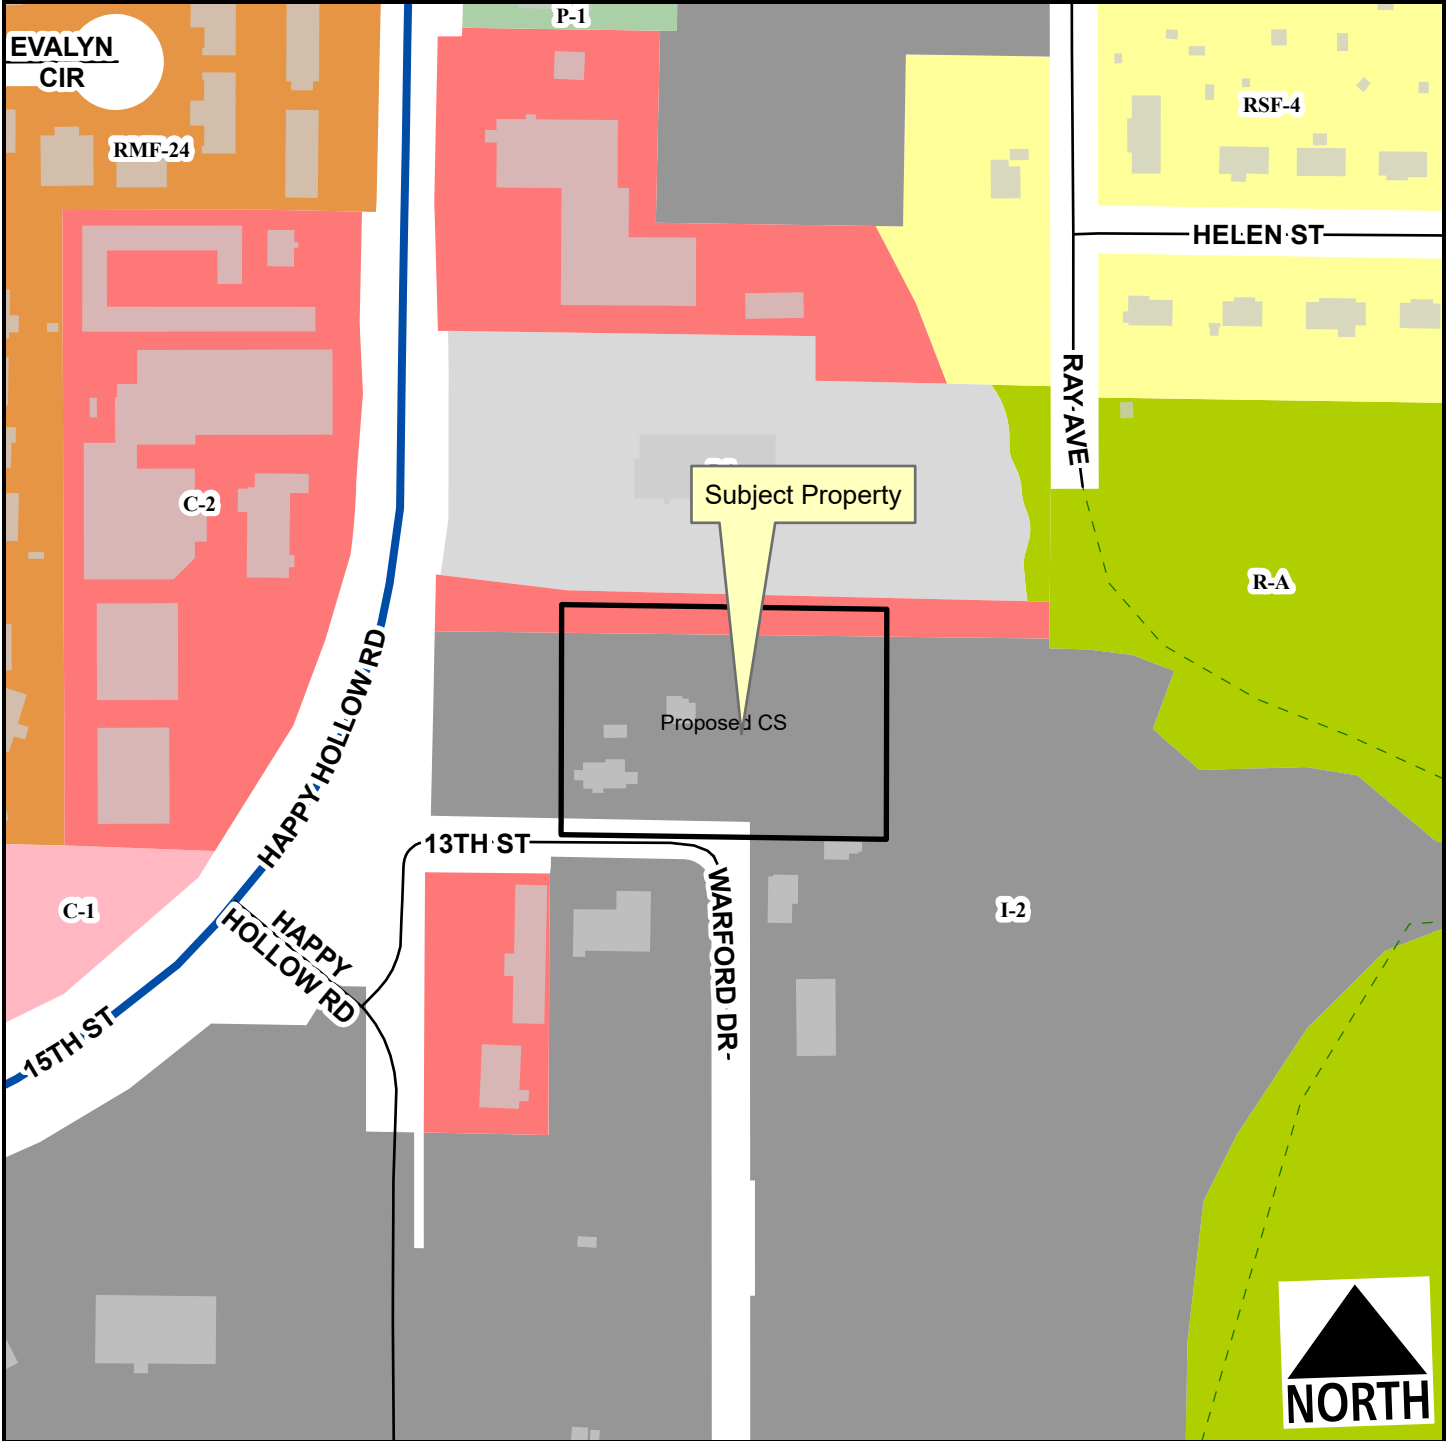 P-1
EVALYN
CIR
RSF-4
RMF-24
HELEN ST
RAY AVE
Subject Property
C-2
R-A
HAPPY HOLLOW RD
Proposed CS
13TH ST
C-1
I-2
HAPPY
HOLLOW RD
WARFORD DR
15TH ST
NORTH